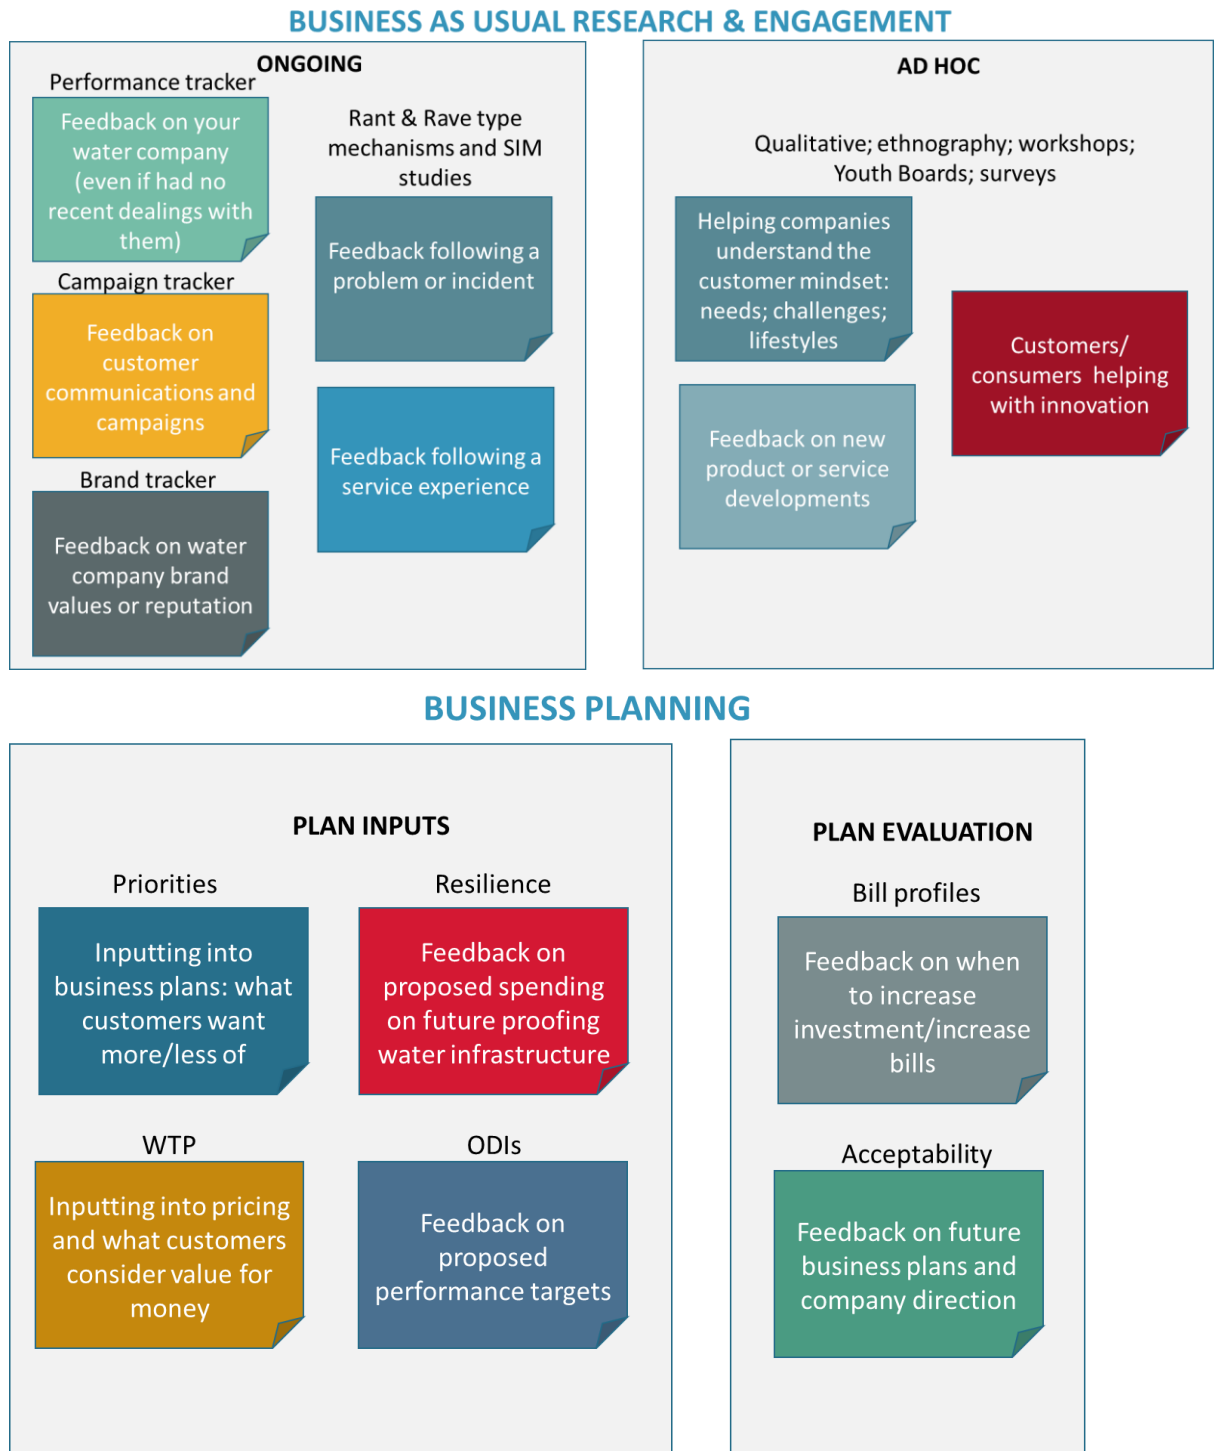 BUSINESS AS USUAL RESEARCH & ENGAGEMENT
ONGOING
Performance tracker
Feedback on your
water company
(even if had no
recent dealings with
them)
Campaign tracker
Feedback on
customer
communications and
campaigns
Brand tracker
Feedback on water
company brand
values or reputation
Rant & Rave type
mechanisms and SIM
studies
Feedback following a
problem or incident
Feedback following a
service experience
AD HOC
Qualitative; ethnography; workshops;
Youth Boards; surveys
Helping companies
understand the
customer mindset:
needs; challenges;
lifestyles
Feedback on new
product or service
developments
Customers/
consumers helping
with innovation
BUSINESS PLANNING
PLAN INPUTS
Priorities
Inputting into
business plans: what
customers want
more/less of
Resilience
Feedback on
proposed spending
on future proofing
water infrastructure
WTP
Inputting into pricing
and what customers
consider value for
money
ODIs
Feedback on
proposed
performance targets
PLAN EVALUATION
Bill profiles
Feedback on when
to increase
investment/increase
bills
Acceptability
Feedback on future
business plans and
company direction